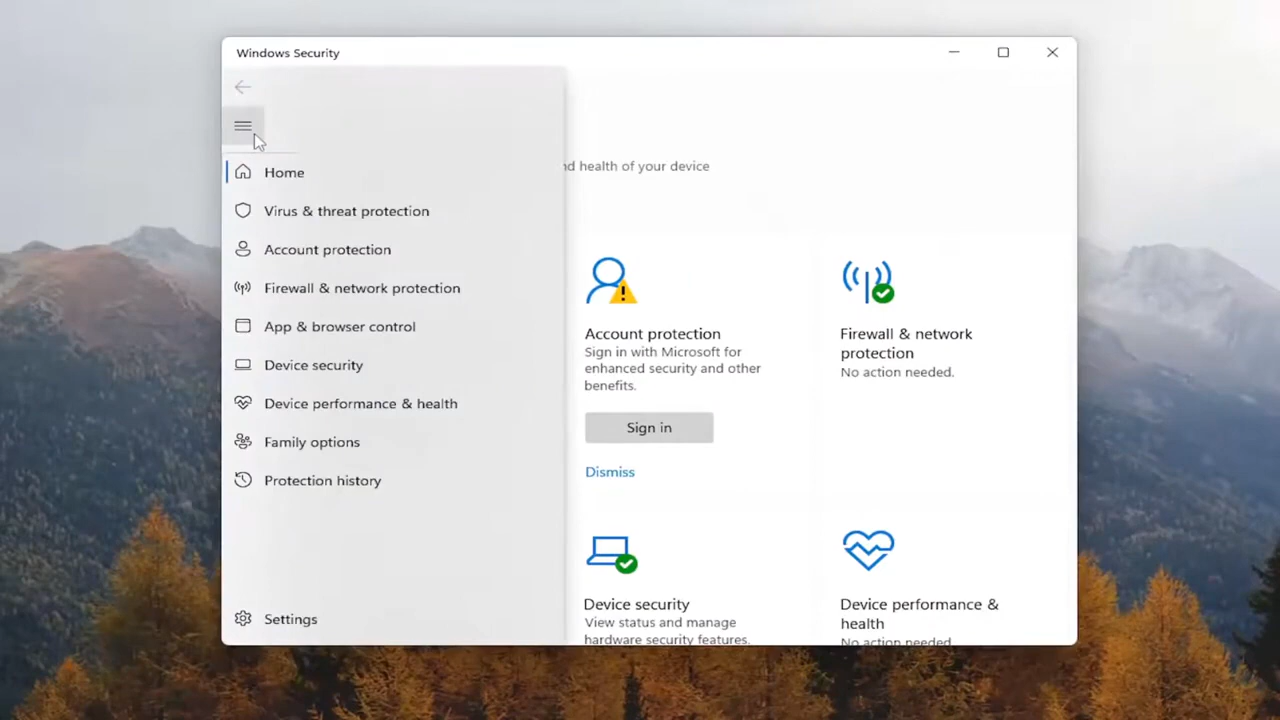 Windows Security
nd health of your device
Home
Virus & threat protection
Account protection
Firewall & network protection
App & browser control
Device security
Device performance & health
Family options
Protection history
Settings
Account protection
Sign in with Microsoft for
enhanced security and other
benefits.
Sign in
Dismiss
Firewall & network
protection
No action needed.
Device security
View status and manage
hardware security features.
Device performance &
health
No action needed.